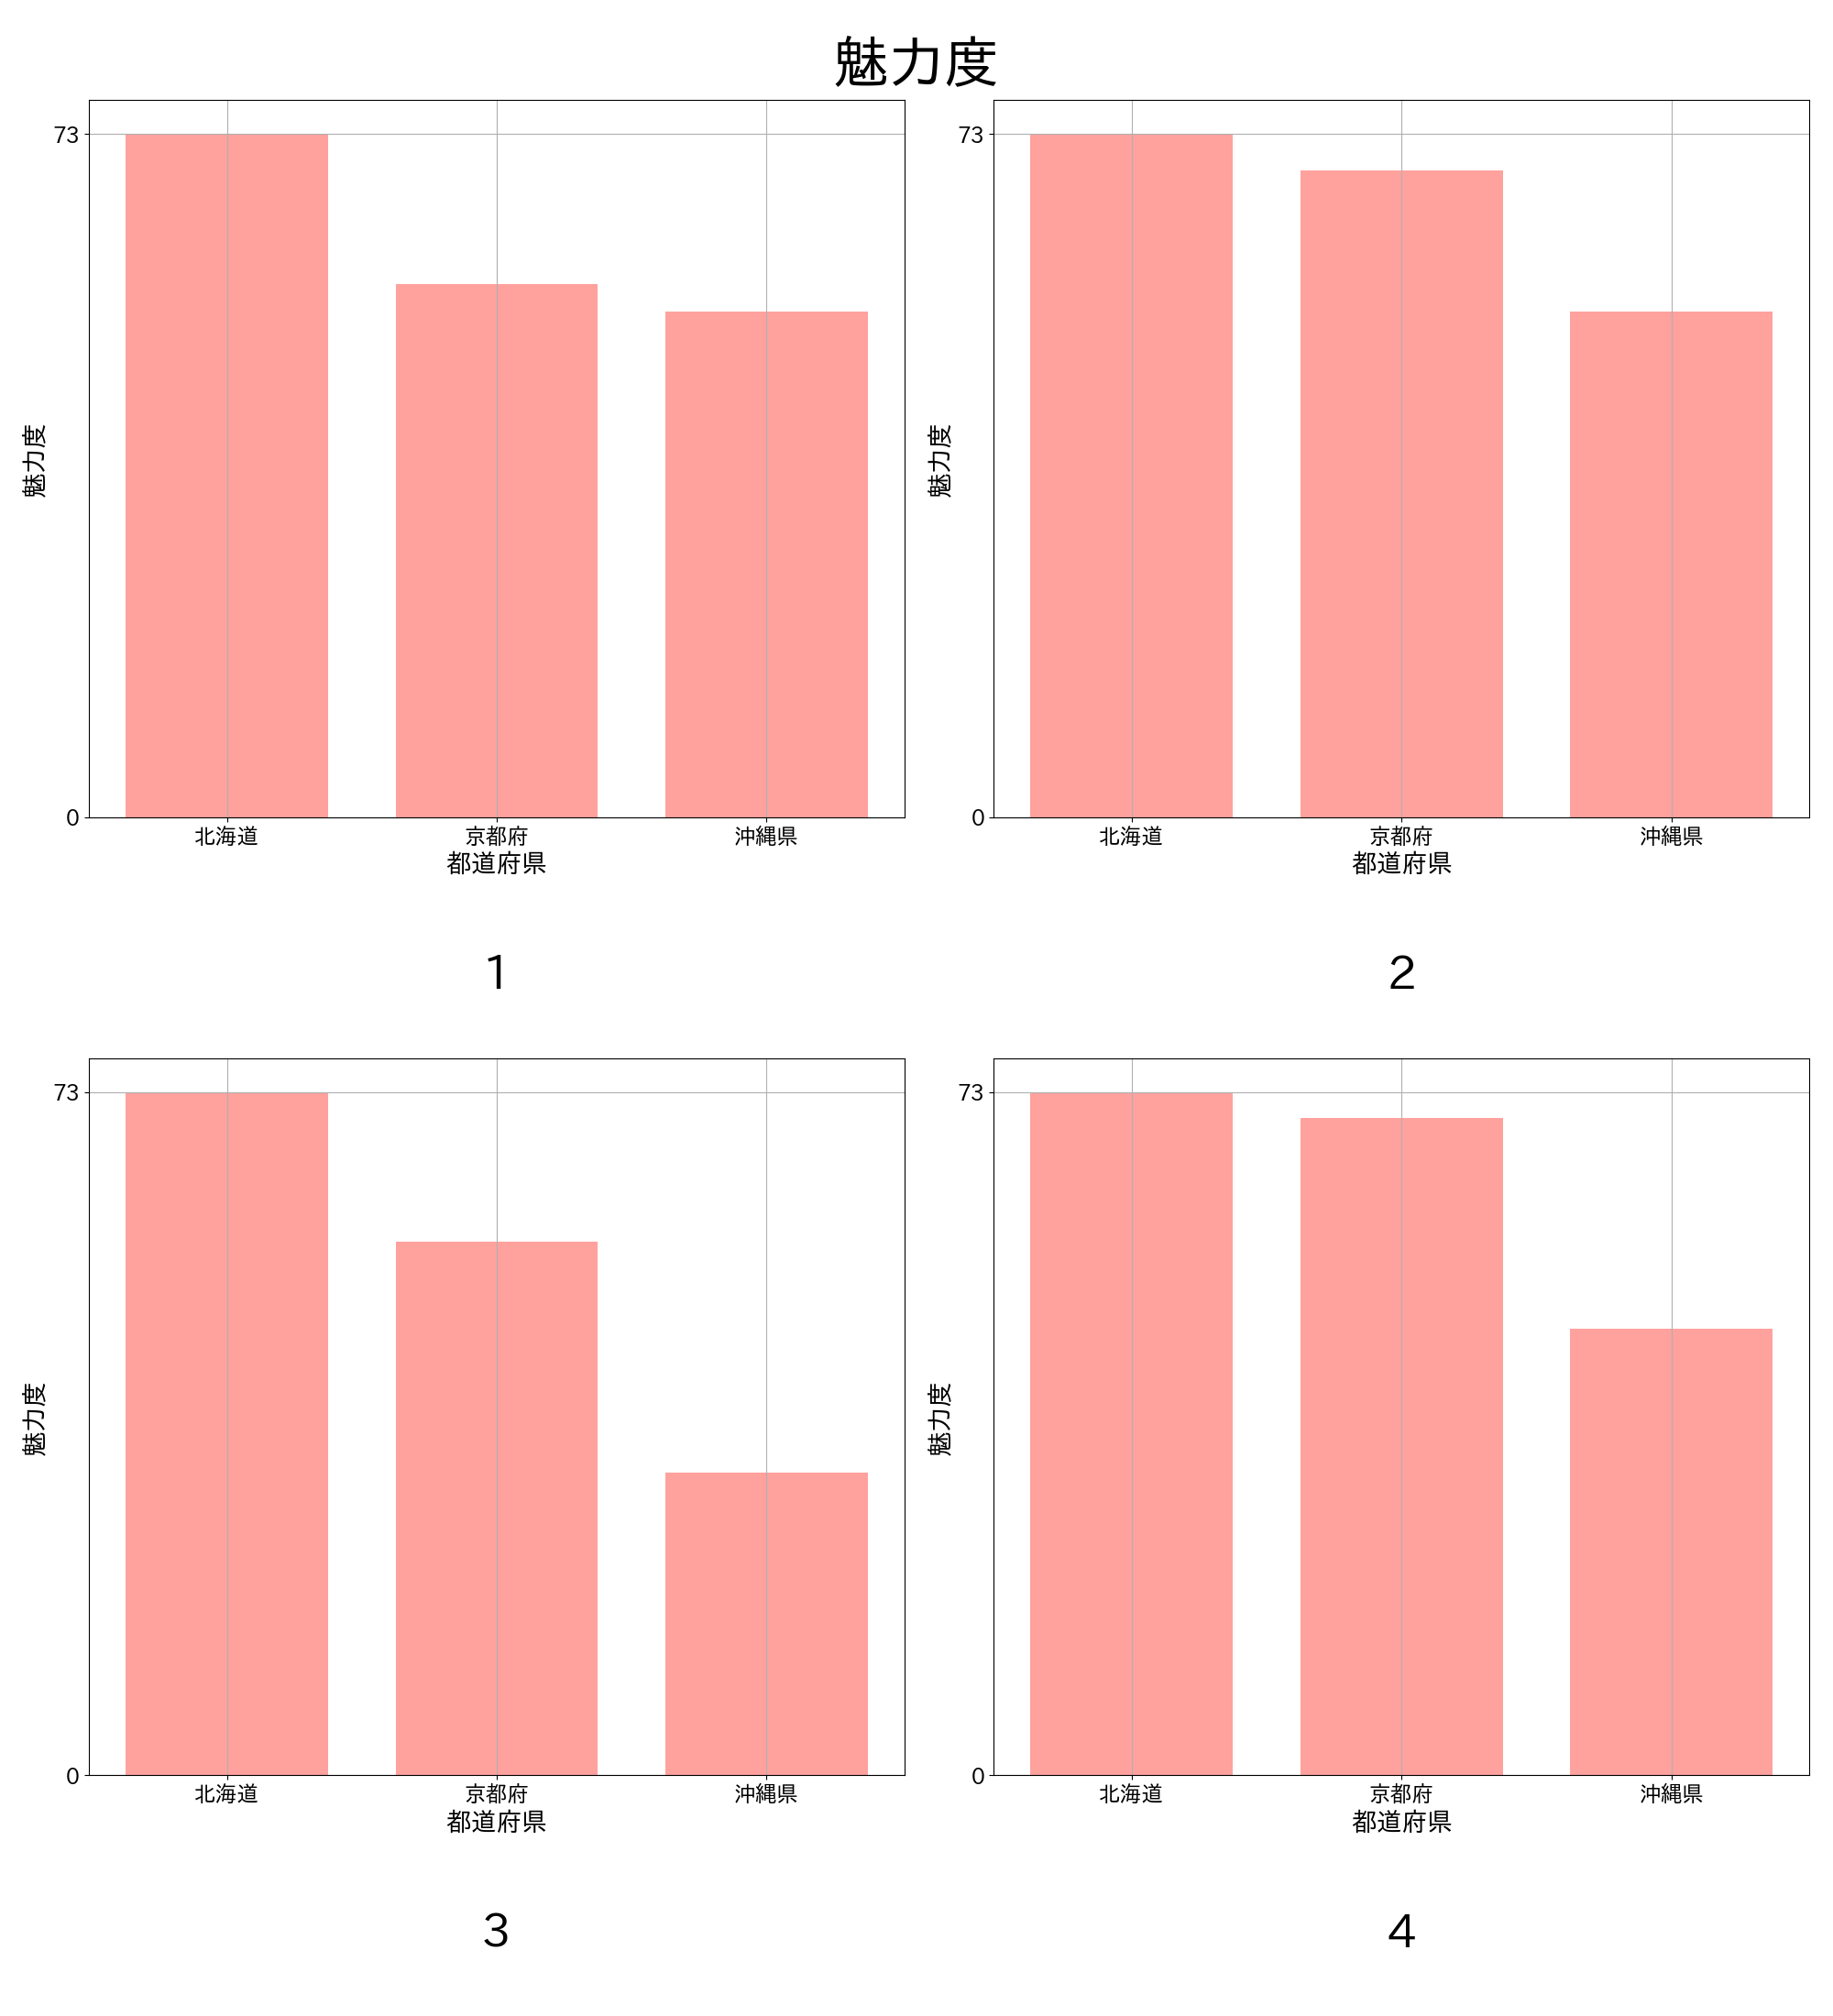 魅力度
73
魅力度
0
北海道 京都府 沖縄県
都道府県
1
73
魅力度
0
北海道 京都府 沖縄県
都道府県
2
73
魅力度
0
北海道 京都府 沖縄県
都道府県
3
73
魅力度
0
北海道 京都府 沖縄県
都道府県
4